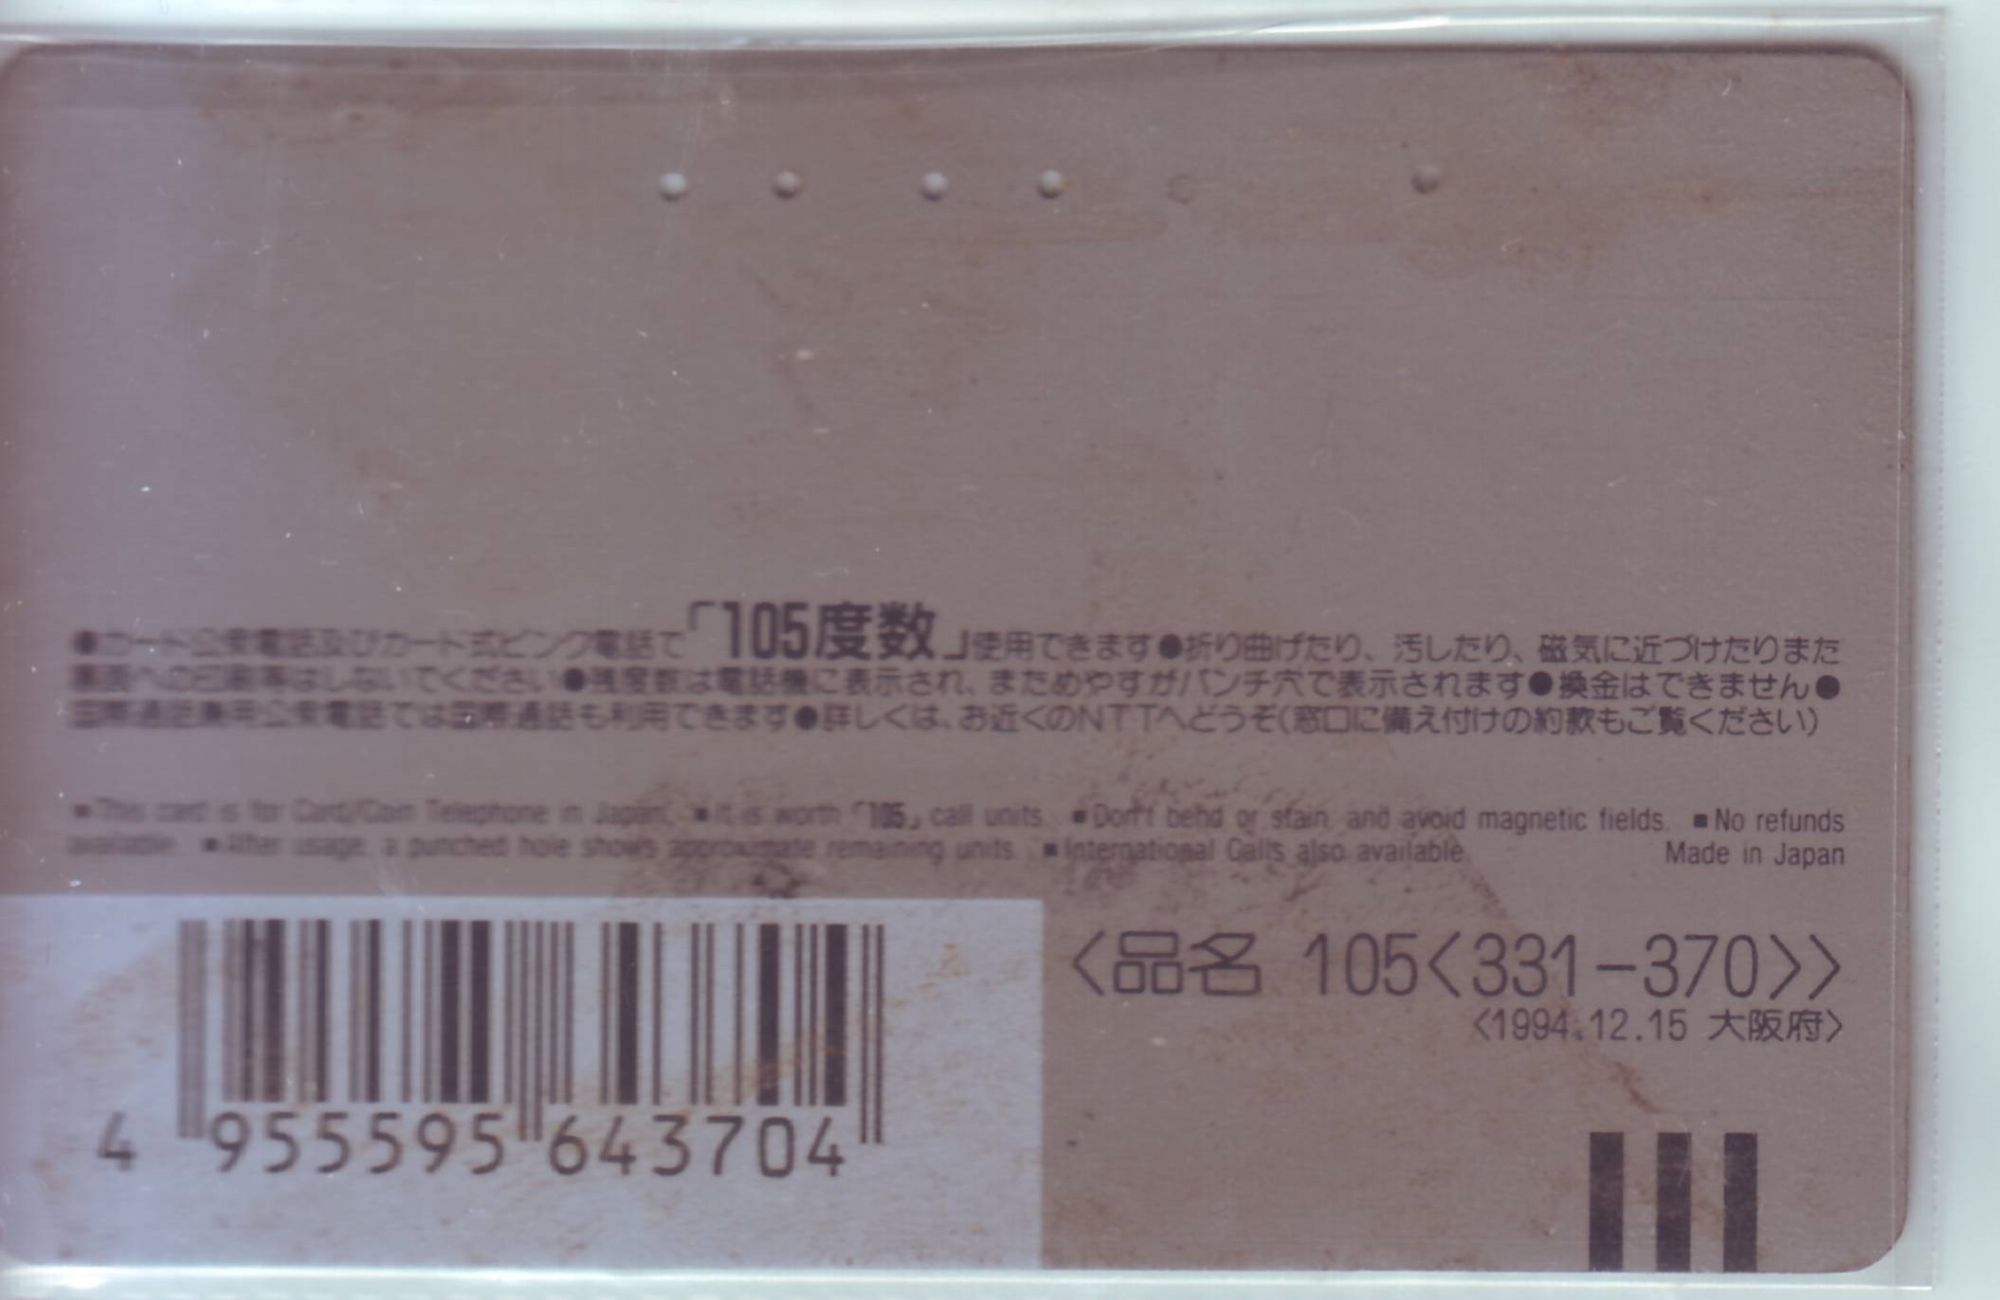 ●カード公衆電話及びカード式ピンク電話で「105度数」使用できます●折り曲げたり、汚したり、磁気に近づけたりまた
裏面への印刷等はしないでください●残度数は電話機に表示され、まためやすがパンチ穴で表示されます●換金はできません●
国際通話兼用公衆電話では国際通話も利用できます●詳しくは、お近くのNTTへどうぞ(窓口に備え付けの約款もご覧ください)
■This card is for Card/Coin Telephone in Japan. ■It is worth「105」call units. ■Don't bend or stain, and avoid magnetic fields. ■No refunds
available. ■After usage, a punched hole shows approximate remaining units. ■International Calls also available. Made in Japan
<品名 105<331-370>>
<1994.12.15 大阪府>
4 955595 643704